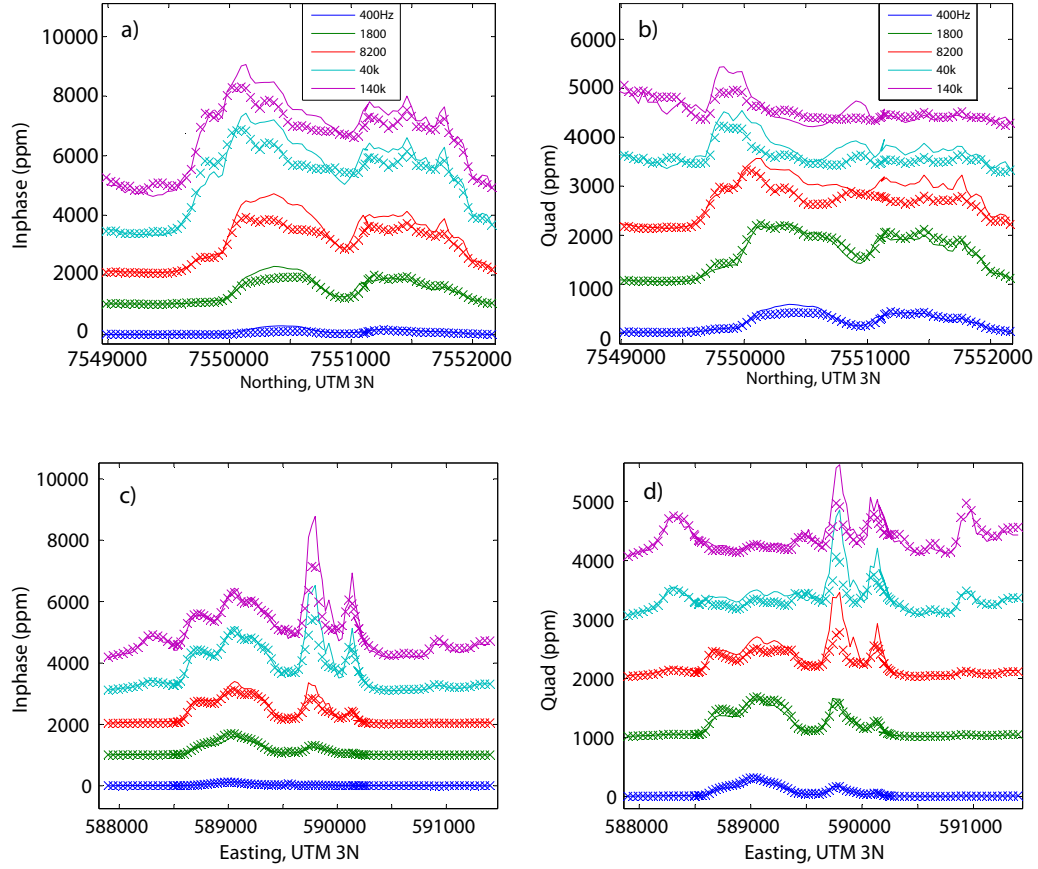 a)
400Hz
1800
8200
40k
140k
10000
8000
6000
4000
2000
0
Inphase (ppm)
7549000 7550000 7551000 7552000
Northing, UTM 3N
b)
400Hz
1800
8200
40k
140k
6000
5000
4000
3000
2000
1000
0
Quad (ppm)
7549000 7550000 7551000 7552000
Northing, UTM 3N
c)
10000
8000
6000
4000
2000
0
Inphase (ppm)
588000 589000 590000 591000
Easting, UTM 3N
d)
5000
4000
3000
2000
1000
0
Quad (ppm)
588000 589000 590000 591000
Easting, UTM 3N